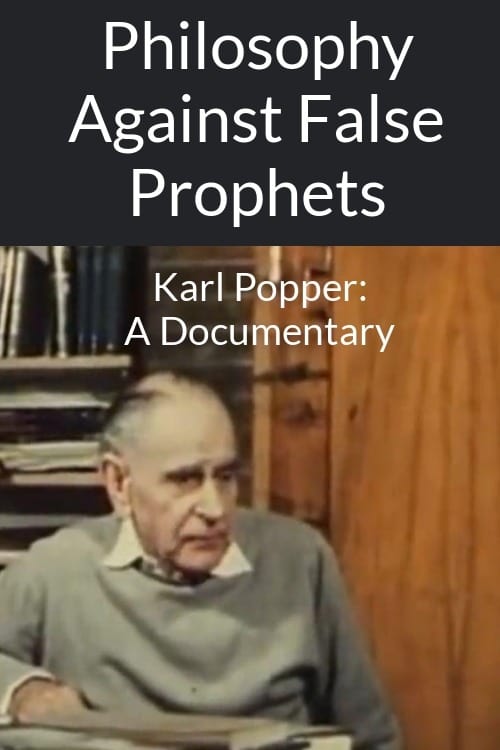 Philosophy
Against False
Prophets
Karl Popper:
A Documentary